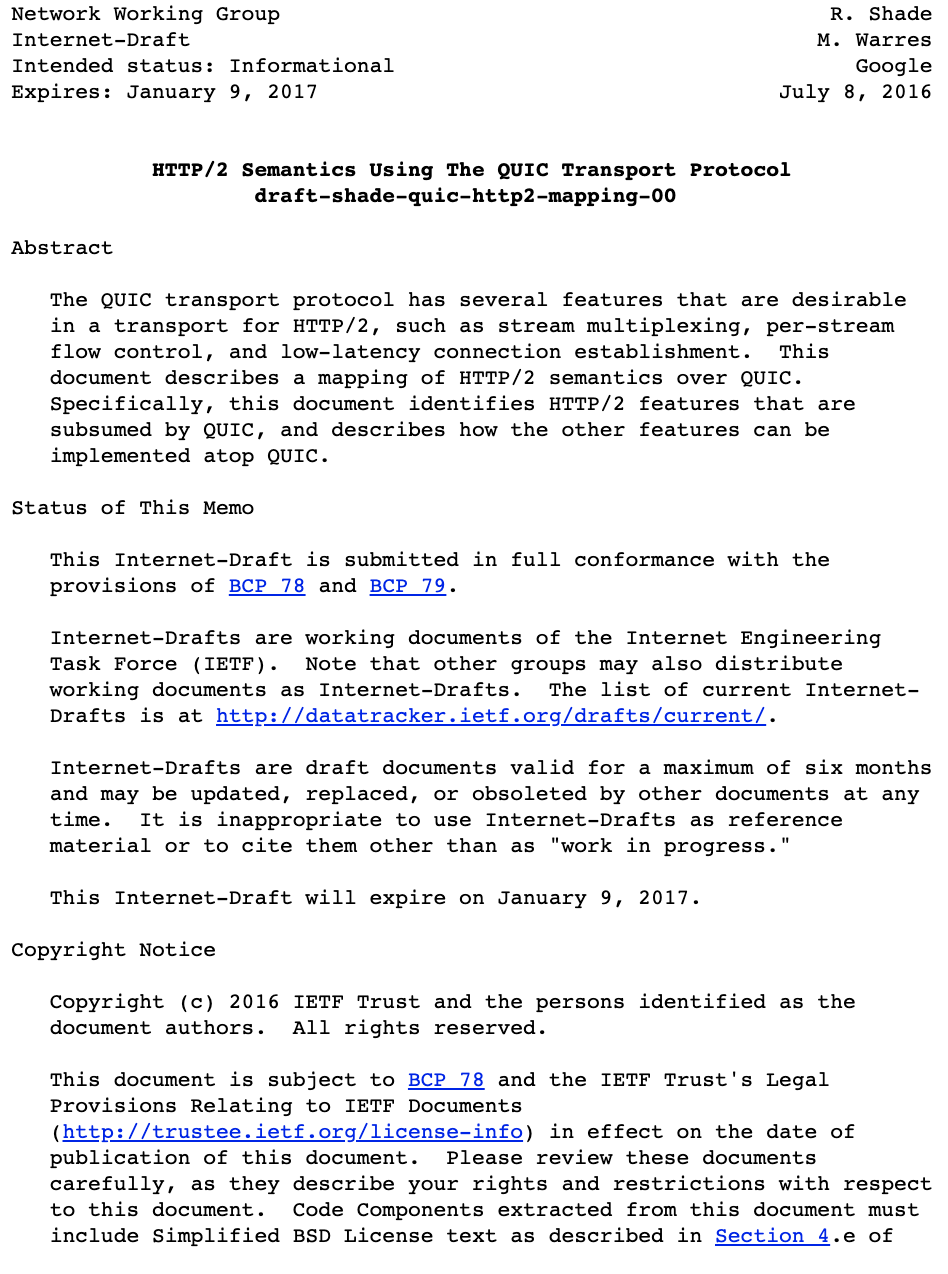 Network Working Group R. Shade
Internet-Draft M. Warres
Intended status: Informational Google
Expires: January 9, 2017 July 8, 2016
HTTP/2 Semantics Using The QUIC Transport Protocol
draft-shade-quic-http2-mapping-00
Abstract
The QUIC transport protocol has several features that are desirable
in a transport for HTTP/2, such as stream multiplexing, per-stream
flow control, and low-latency connection establishment.  This
document describes a mapping of HTTP/2 semantics over QUIC.
Specifically, this document identifies HTTP/2 features that are
subsumed by QUIC, and describes how the other features can be
implemented atop QUIC.
Status of This Memo
This Internet-Draft is submitted in full conformance with the
provisions of BCP 78 and BCP 79.
Internet-Drafts are working documents of the Internet Engineering
Task Force (IETF).  Note that other groups may also distribute
working documents as Internet-Drafts.  The list of current Internet-
Drafts is at http://datatracker.ietf.org/drafts/current/.
Internet-Drafts are draft documents valid for a maximum of six months
and may be updated, replaced, or obsoleted by other documents at any
time.  It is inappropriate to use Internet-Drafts as reference
material or to cite them other than as "work in progress."
This Internet-Draft will expire on January 9, 2017.
Copyright Notice
Copyright (c) 2016 IETF Trust and the persons identified as the
document authors.  All rights reserved.
This document is subject to BCP 78 and the IETF Trust's Legal
Provisions Relating to IETF Documents
(http://trustee.ietf.org/license-info) in effect on the date of
publication of this document.  Please review these documents
carefully, as they describe your rights and restrictions with respect
to this document.  Code Components extracted from this document must
include Simplified BSD License text as described in Section 4.e of